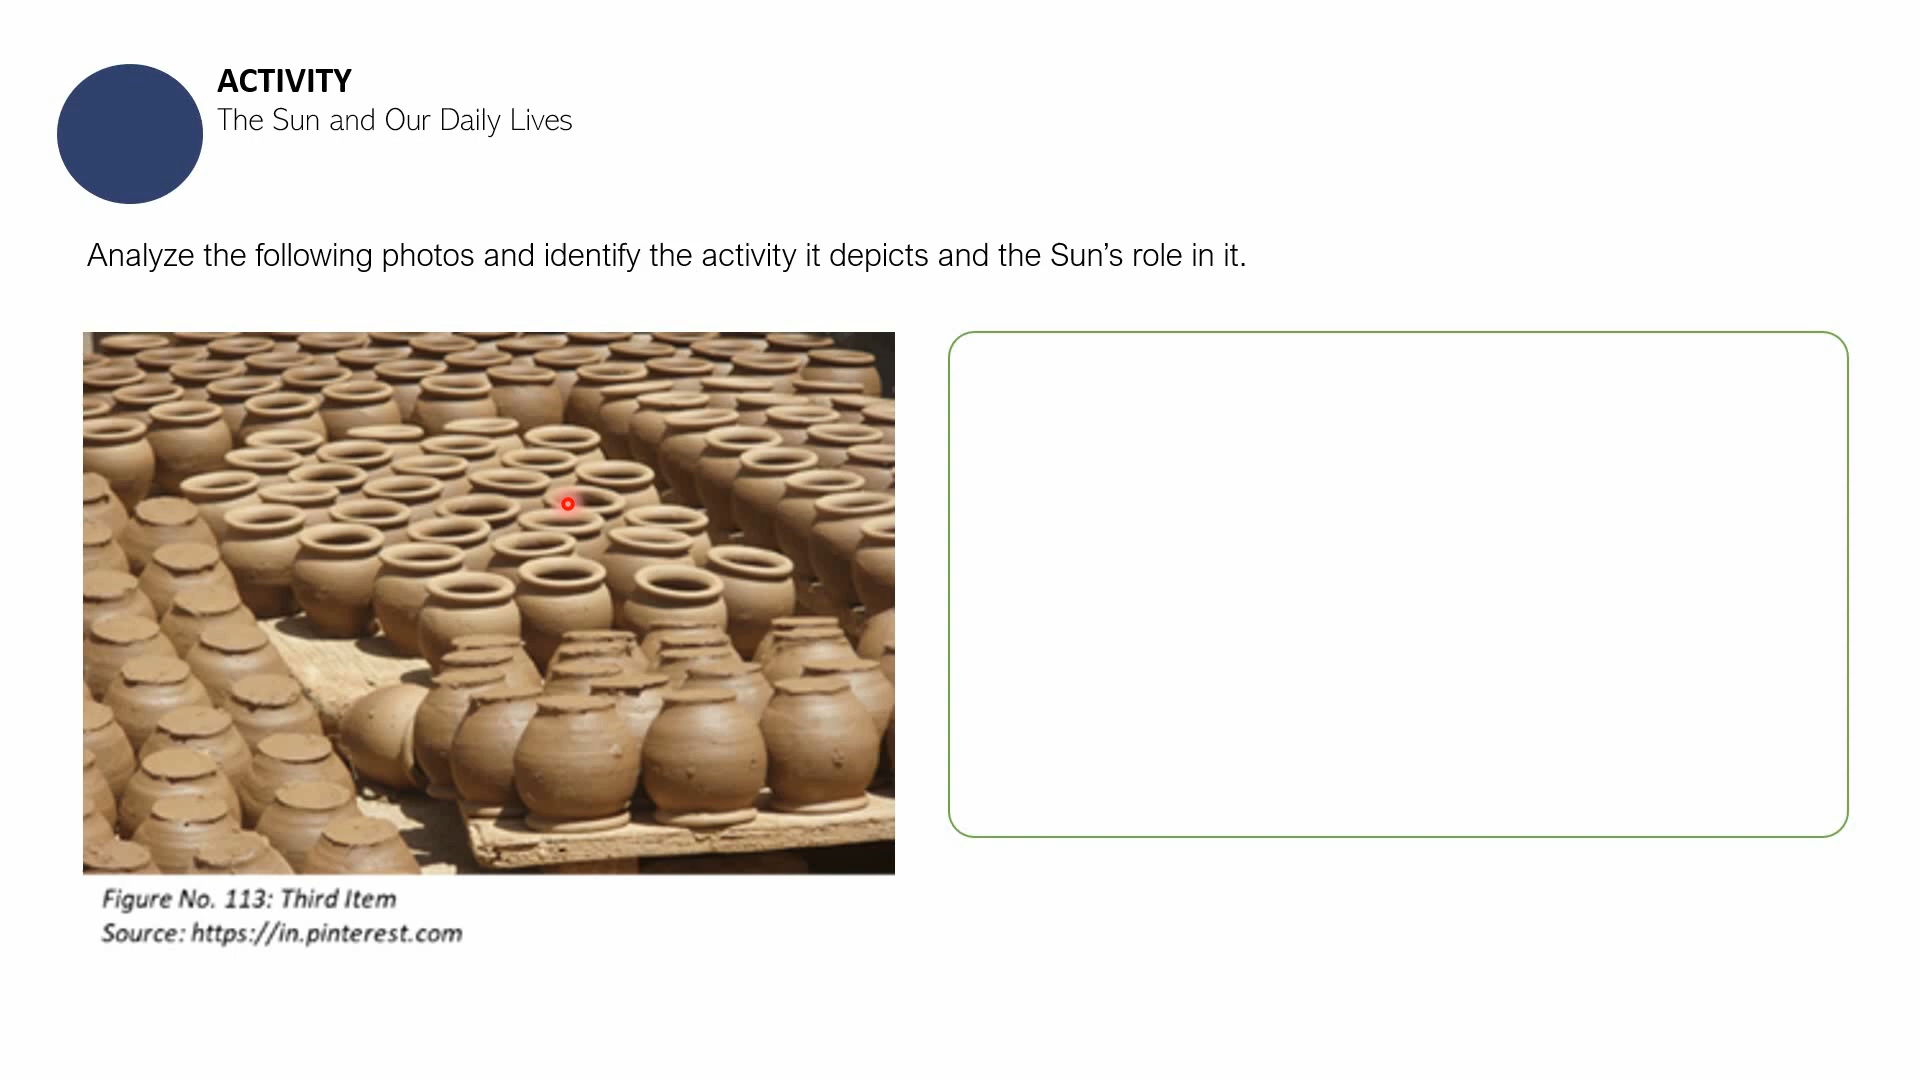 ACTIVITY
The Sun and Our Daily Lives
Analyze the following photos and identify the activity it depicts and the Sun’s role in it.
Figure No. 113: Third Item
Source: https://in.pinterest.com